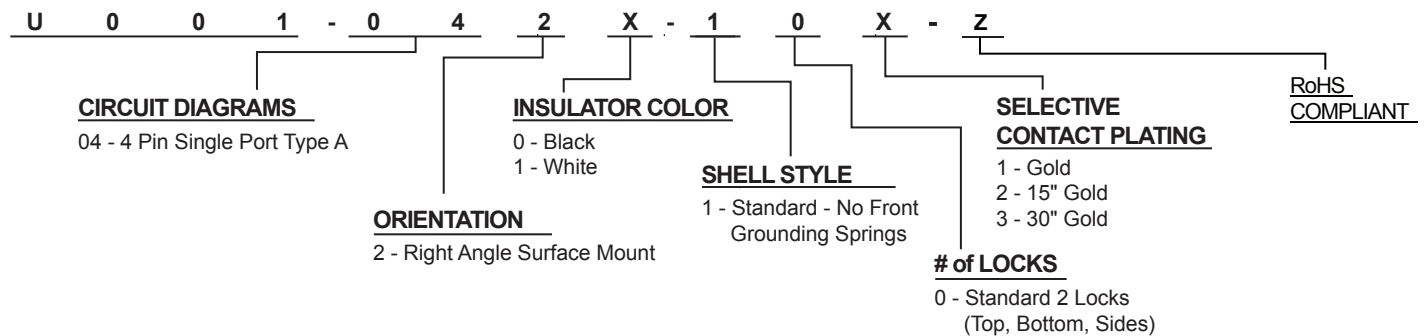 U 0 0 1 - 0 4 2 X - 1 0 X - Z
CIRCUIT DIAGRAMS
04 - 4 Pin Single Port Type A
ORIENTATION
2 - Right Angle Surface Mount
INSULATOR COLOR
0 - Black
1 - White
SHELL STYLE
1 - Standard - No Front
Grounding Springs
# of LOCKS
0 - Standard 2 Locks
(Top, Bottom, Sides)
SELECTIVE
CONTACT PLATING
1 - Gold
2 - 15" Gold
3 - 30" Gold
RoHS
COMPLIANT